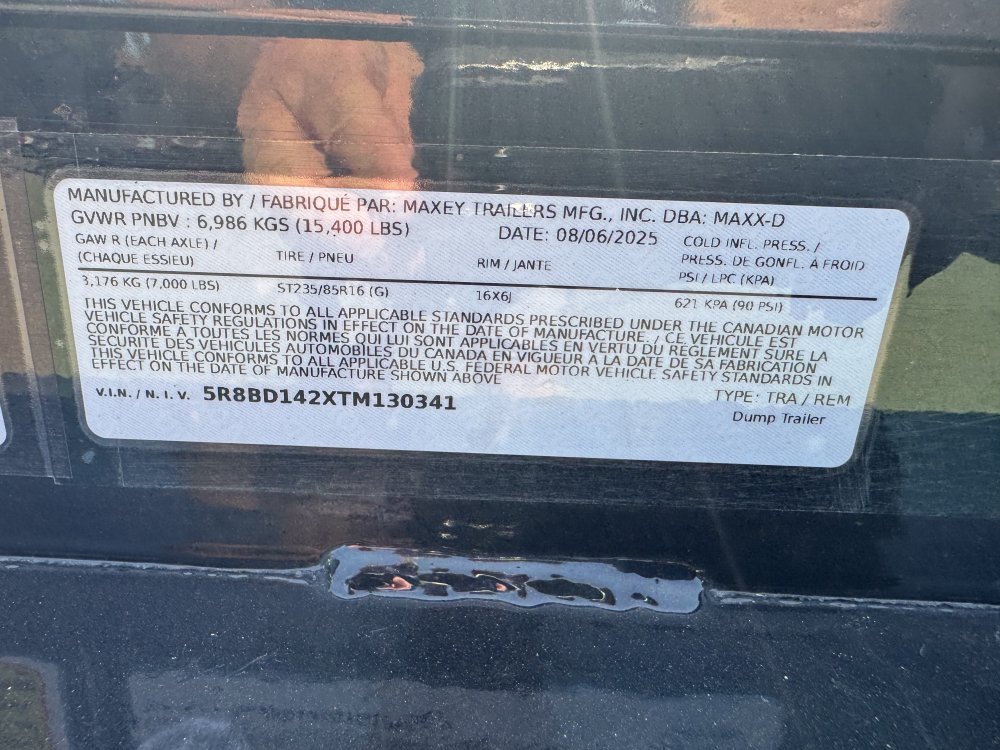 MANUFACTURED BY / FABRIQUÉ PAR: MAXEY TRAILERS MFG., INC. DBA: MAXX-D
GVWR PNBV : 6,986 KGS (15,400 LBS)
DATE: 08/06/2025
GAW R (EACH AXLE) /
(CHAQUE ESSIEU)
TIRE / PNEU
RIM / JANTE
COLD INFL. PRESS. /
PRESS. DE GONFL. A FROID
PSI / LPC (KPA)
3,176 KG (7,000 LBS)
ST235/85R16 (G)
16X6J
621 KPA (90 PSI)
THIS VEHICLE CONFORMS TO ALL APPLICABLE STANDARDS PRESCRIBED UNDER THE CANADIAN MOTOR
VEHICLE SAFETY REGULATIONS IN EFFECT ON THE DATE OF MANUFACTURE. / CE VEHICULE EST
CONFORME A TOUTES LES NORMES QUI LUI SONT APPLICABLES EN VERTU DU RÈGLEMENT SURE LA
SECURITE DES VEHICULES AUTOMOBILES DU CANADA EN VIGUEUR A LA DATE DE SA FABRICATION
THIS VEHICLE CONFORMS TO ALL APPLICABLE U.S. FEDERAL MOTOR VEHICLE SAFETY STANDARDS IN
EFFECT ON THE DATE OF MANUFACTURE SHOWN ABOVE
V.I.N. / N. I. V. 5R8BD142XTM130341
TYPE: TRA / REM
Dump Trailer